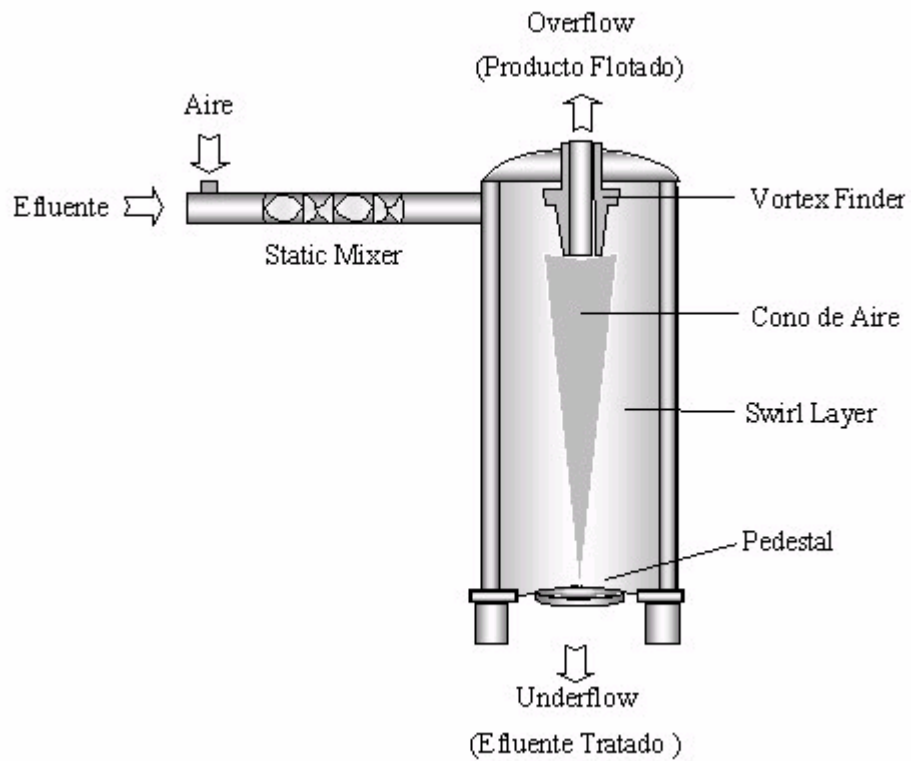 Overflow
(Producto Flotado)
Aire
Efluente
Static Mixer
Vortex Finder
Cono de Aire
Swirl Layer
Pedestal
Underflow
(Efluente Tratado )